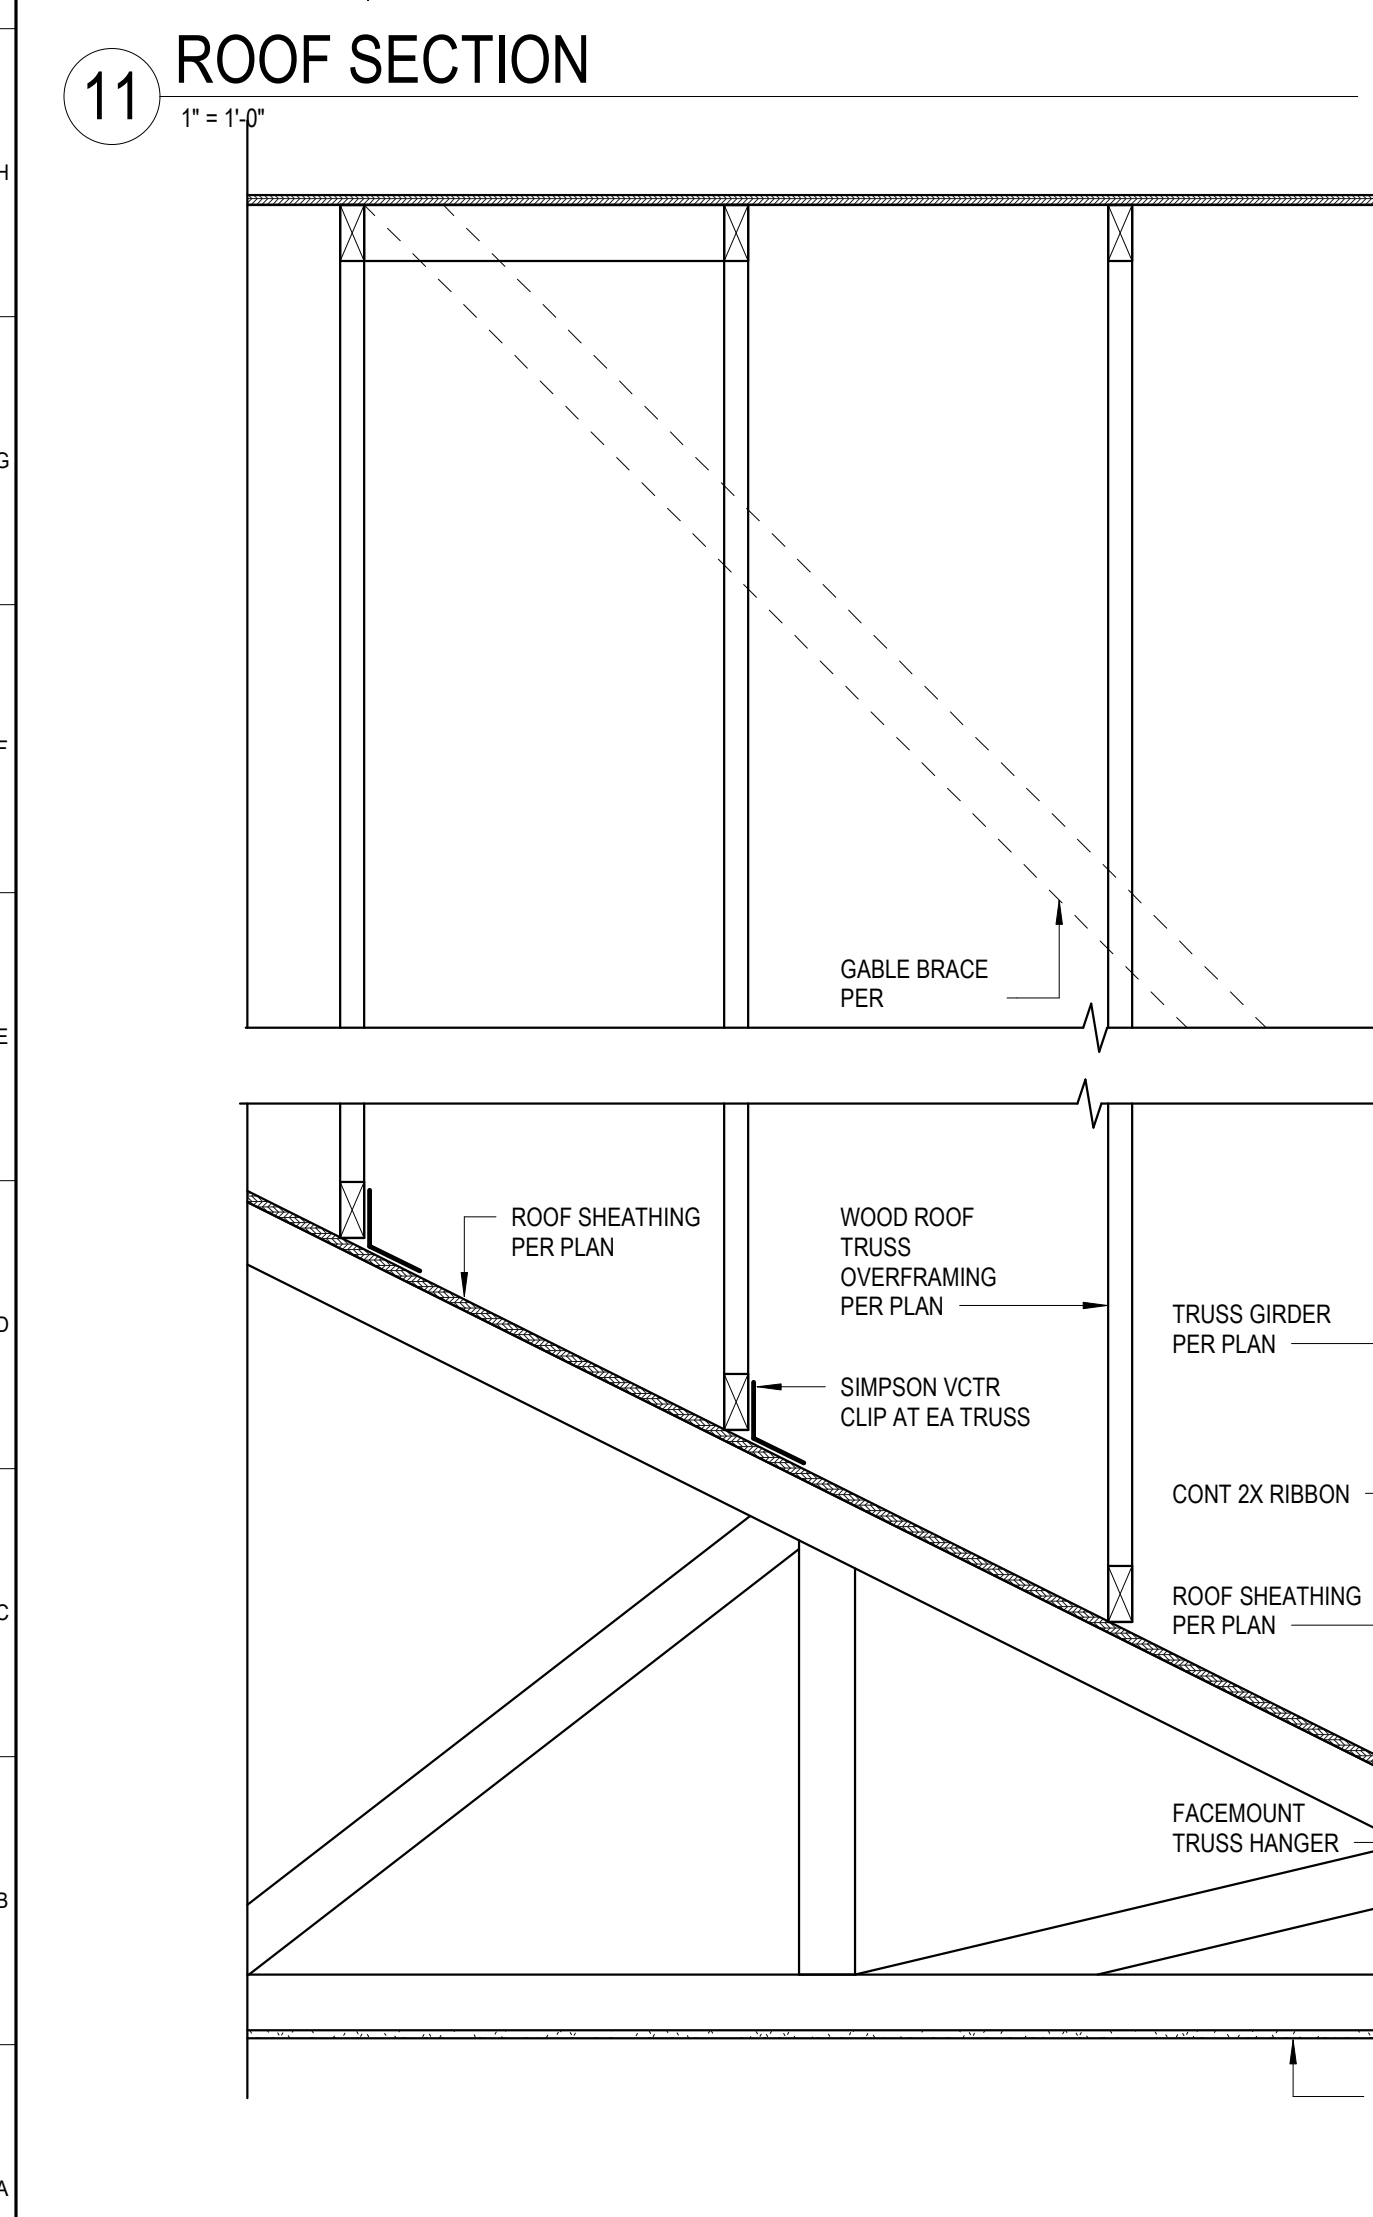 11
ROOF SECTION
1" = 1'-0"
H
G
F
E
D
C
B
A
GABLE BRACE
PER
ROOF SHEATHING
PER PLAN
WOOD ROOF
TRUSS
OVERFRAMING
PER PLAN
TRUSS GIRDER
PER PLAN
SIMPSON VCTR
CLIP AT EA TRUSS
CONT 2X RIBBON
ROOF SHEATHING
PER PLAN
FACEMOUNT
TRUSS HANGER